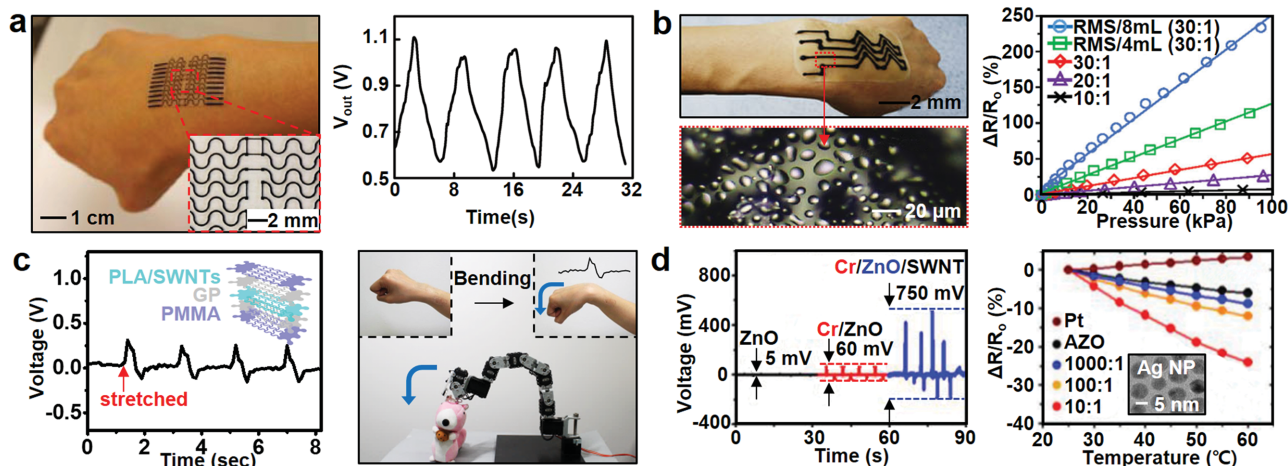 a
1 cm
2 mm
V_out (V)
1.1
0.9
0.7
0.5
0
8
16
24
31
Time(s)
b
2 mm
20 μm
ΔR/R_o (%)
250
200
150
100
50
0
RMS/8mL (30:1)
RMS/4mL (30:1)
30:1
20:1
10:1
0 20 40 60 80 100
Pressure (kPa)
c
Voltage (V)
1.0
0.5
0.0
-0.5
PLA/SWNTs
GP
PMMA
stretched
0 2 4 6 8
Time (sec)
Bending
d
Voltage (mV)
800
400
0
-400
Cr/ZnO/SWNT
750 mV
ZnO
5 mV
Cr/ZnO
60 mV
0 30 60 90
Time (s)
ΔR/R_o (%)
10
0
-10
-20
-30
-40
Pt
AZO
1000:1
100:1
10:1
Ag NP
5 nm
20 30 40 50 60
Temperature (℃)